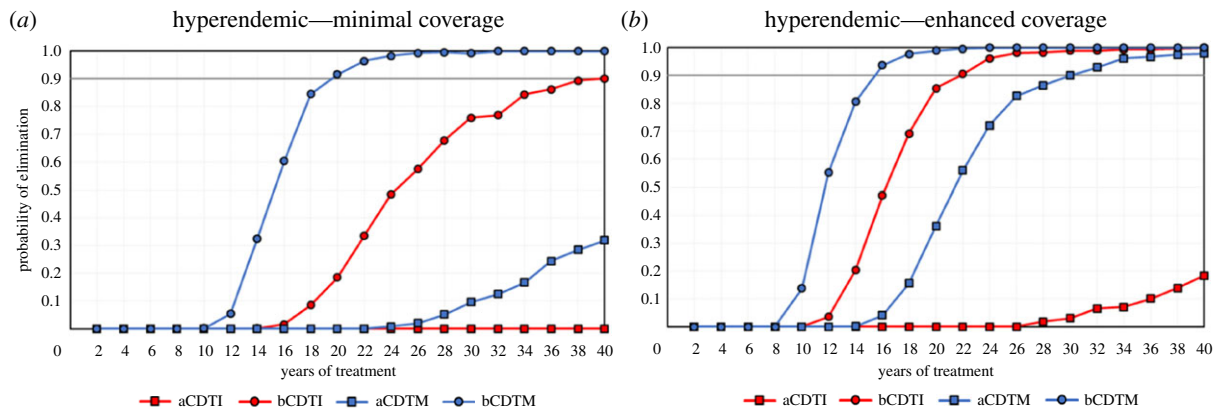 (a) hyperendemic—minimal coverage
1.0
0.9
0.8
0.7
0.6
0.5
0.4
0.3
0.2
0.1
probability of elimination
0 2 4 6 8 10 12 14 16 18 20 22 24 26 28 30 32 34 36 38 40
years of treatment
aCDTI bCDTI aCDTM bCDTM
(b) hyperendemic—enhanced coverage
1.0
0.9
0.8
0.7
0.6
0.5
0.4
0.3
0.2
0.1
0 2 4 6 8 10 12 14 16 18 20 22 24 26 28 30 32 34 36 38 40
years of treatment
aCDTI bCDTI aCDTM bCDTM